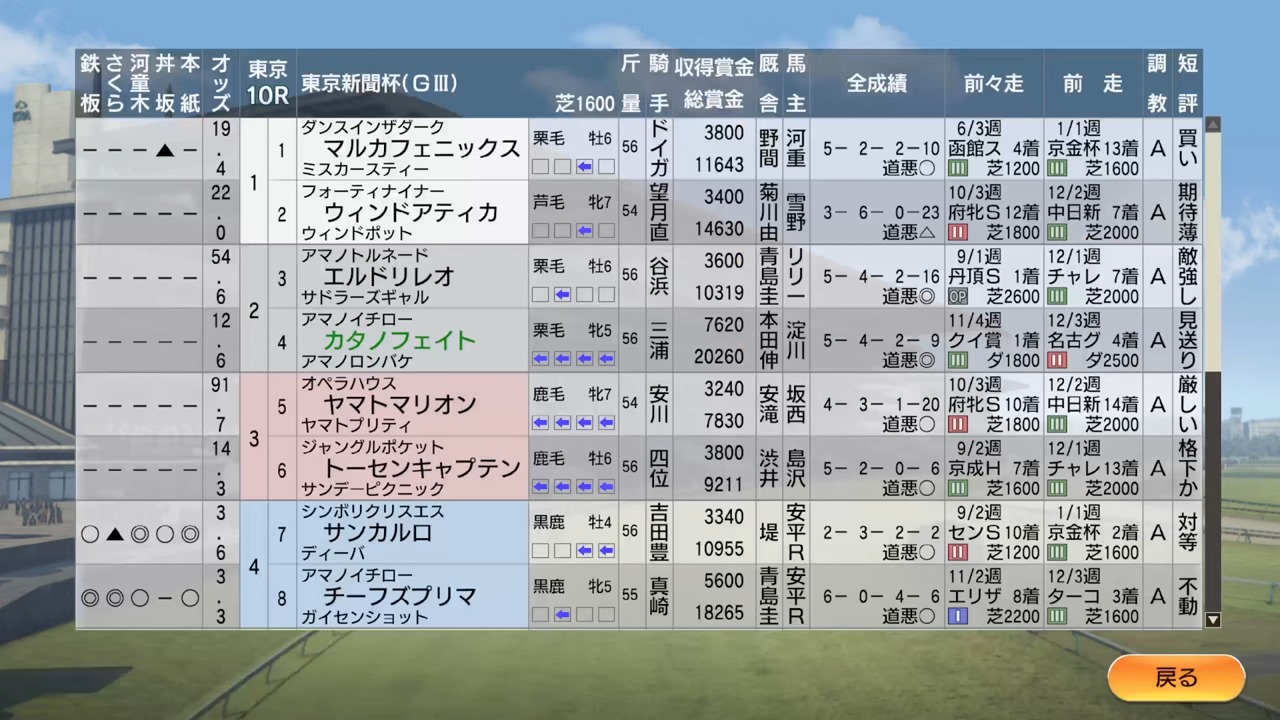 鉄板 さくら 河童木 井坂 本紙 オッズ 東京10R 東京新聞杯(GⅢ) 芝1600 斤量 騎手 収得賞金 総賞金 厩舎 馬主 全成績 前々走 前走 調教 短評
－ － － ▲ － 19.4 1 1 ダンスインザダーク
マルカフェニックス 栗毛 牡6 56 ドイガ 3800 野間 河重 5－ 2－ 2－10 6/3週 函館ス 4着 1/1週 京金杯13着 A 買い
ミスカースティー 11643 道悪○ III 芝1200 III 芝1600
－ － － － － 22.0 2 フォーティナイナー
ウィンドアティカ 芦毛 牝7 54 望月直 3400 菊川由 雪野 3－ 6－ 0－23 10/3週 府牝S12着 12/2週 中日新 7着 A 期待薄
ウィンドポット 14630 道悪△ II 芝1800 III 芝2000
－ － － － － 54.6 2 3 アマノトルネード
エルドリレオ 栗毛 牡6 56 谷浜 3600 青島圭 リリー 5－ 4－ 2－16 9/1週 丹頂S 1着 12/1週 チャレ 7着 A 敵強し
サドラーズギャル 10319 道悪◎ OP 芝2600 III 芝2000
－ － － － － 12.6 4 アマノイチロー
カタノフェイト 栗毛 牝5 56 三浦 7620 本田伸 淀川 5－ 4－ 2－ 9 11/4週 クイ賞 1着 12/3週 名古グ 4着 A 見送り
アマノロンバケ 20260 道悪◎ III ダ1800 II ダ2500
－ － － － － 91.7 3 5 オペラハウス
ヤマトマリオン 鹿毛 牝7 54 安川 3240 安滝 坂西 4－ 3－ 1－20 10/3週 府牝S10着 12/2週 中日新14着 A 厳しい
ヤマトプリティ 7830 道悪○ II 芝1800 III 芝2000
－ － － － － 14.3 6 ジャングルポケット
トーセンキャプテン 鹿毛 牡6 56 四位 3800 渋井 島沢 5－ 2－ 0－ 6 9/2週 京成H 7着 12/1週 チャレ13着 A 格下か
サンデーピクニック 9211 道悪○ III 芝1600 III 芝2000
○ ▲ ◎ ○ ◎ 3.6 4 7 シンボリクリスエス
サンカルロ 黒鹿 牡4 56 吉田豊 3340 堤 安平R 2－ 3－ 2－ 2 9/2週 センS10着 1/1週 京金杯 2着 A 対等
ディーバ 10955 道悪○ II 芝1200 III 芝1600
◎ ◎ ○ － ○ 3.3 8 アマノイチロー
チーフズプリマ 黒鹿 牝5 55 真崎 5600 青島圭 安平R 6－ 0－ 4－ 6 11/2週 エリザ 8着 12/3週 ターコ 3着 A 不動
ガイセンショット 18265 道悪○ I 芝2200 III 芝1600
戻る